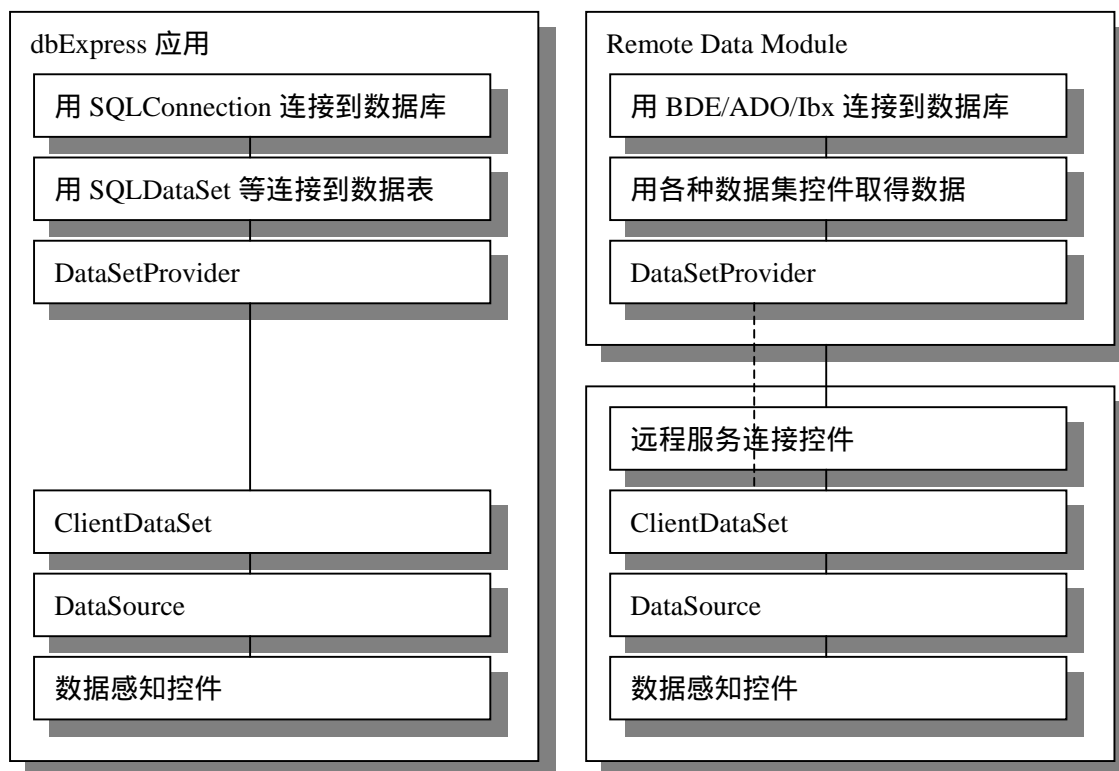 dbExpress 应用
用 SQLConnection 连接到数据库
用 SQLDataSet 等连接到数据表
DataSetProvider
ClientDataSet
DataSource
数据感知控件
Remote Data Module
用 BDE/ADO/Ibx 连接到数据库
用各种数据集控件取得数据
DataSetProvider
远程服务连接控件
ClientDataSet
DataSource
数据感知控件